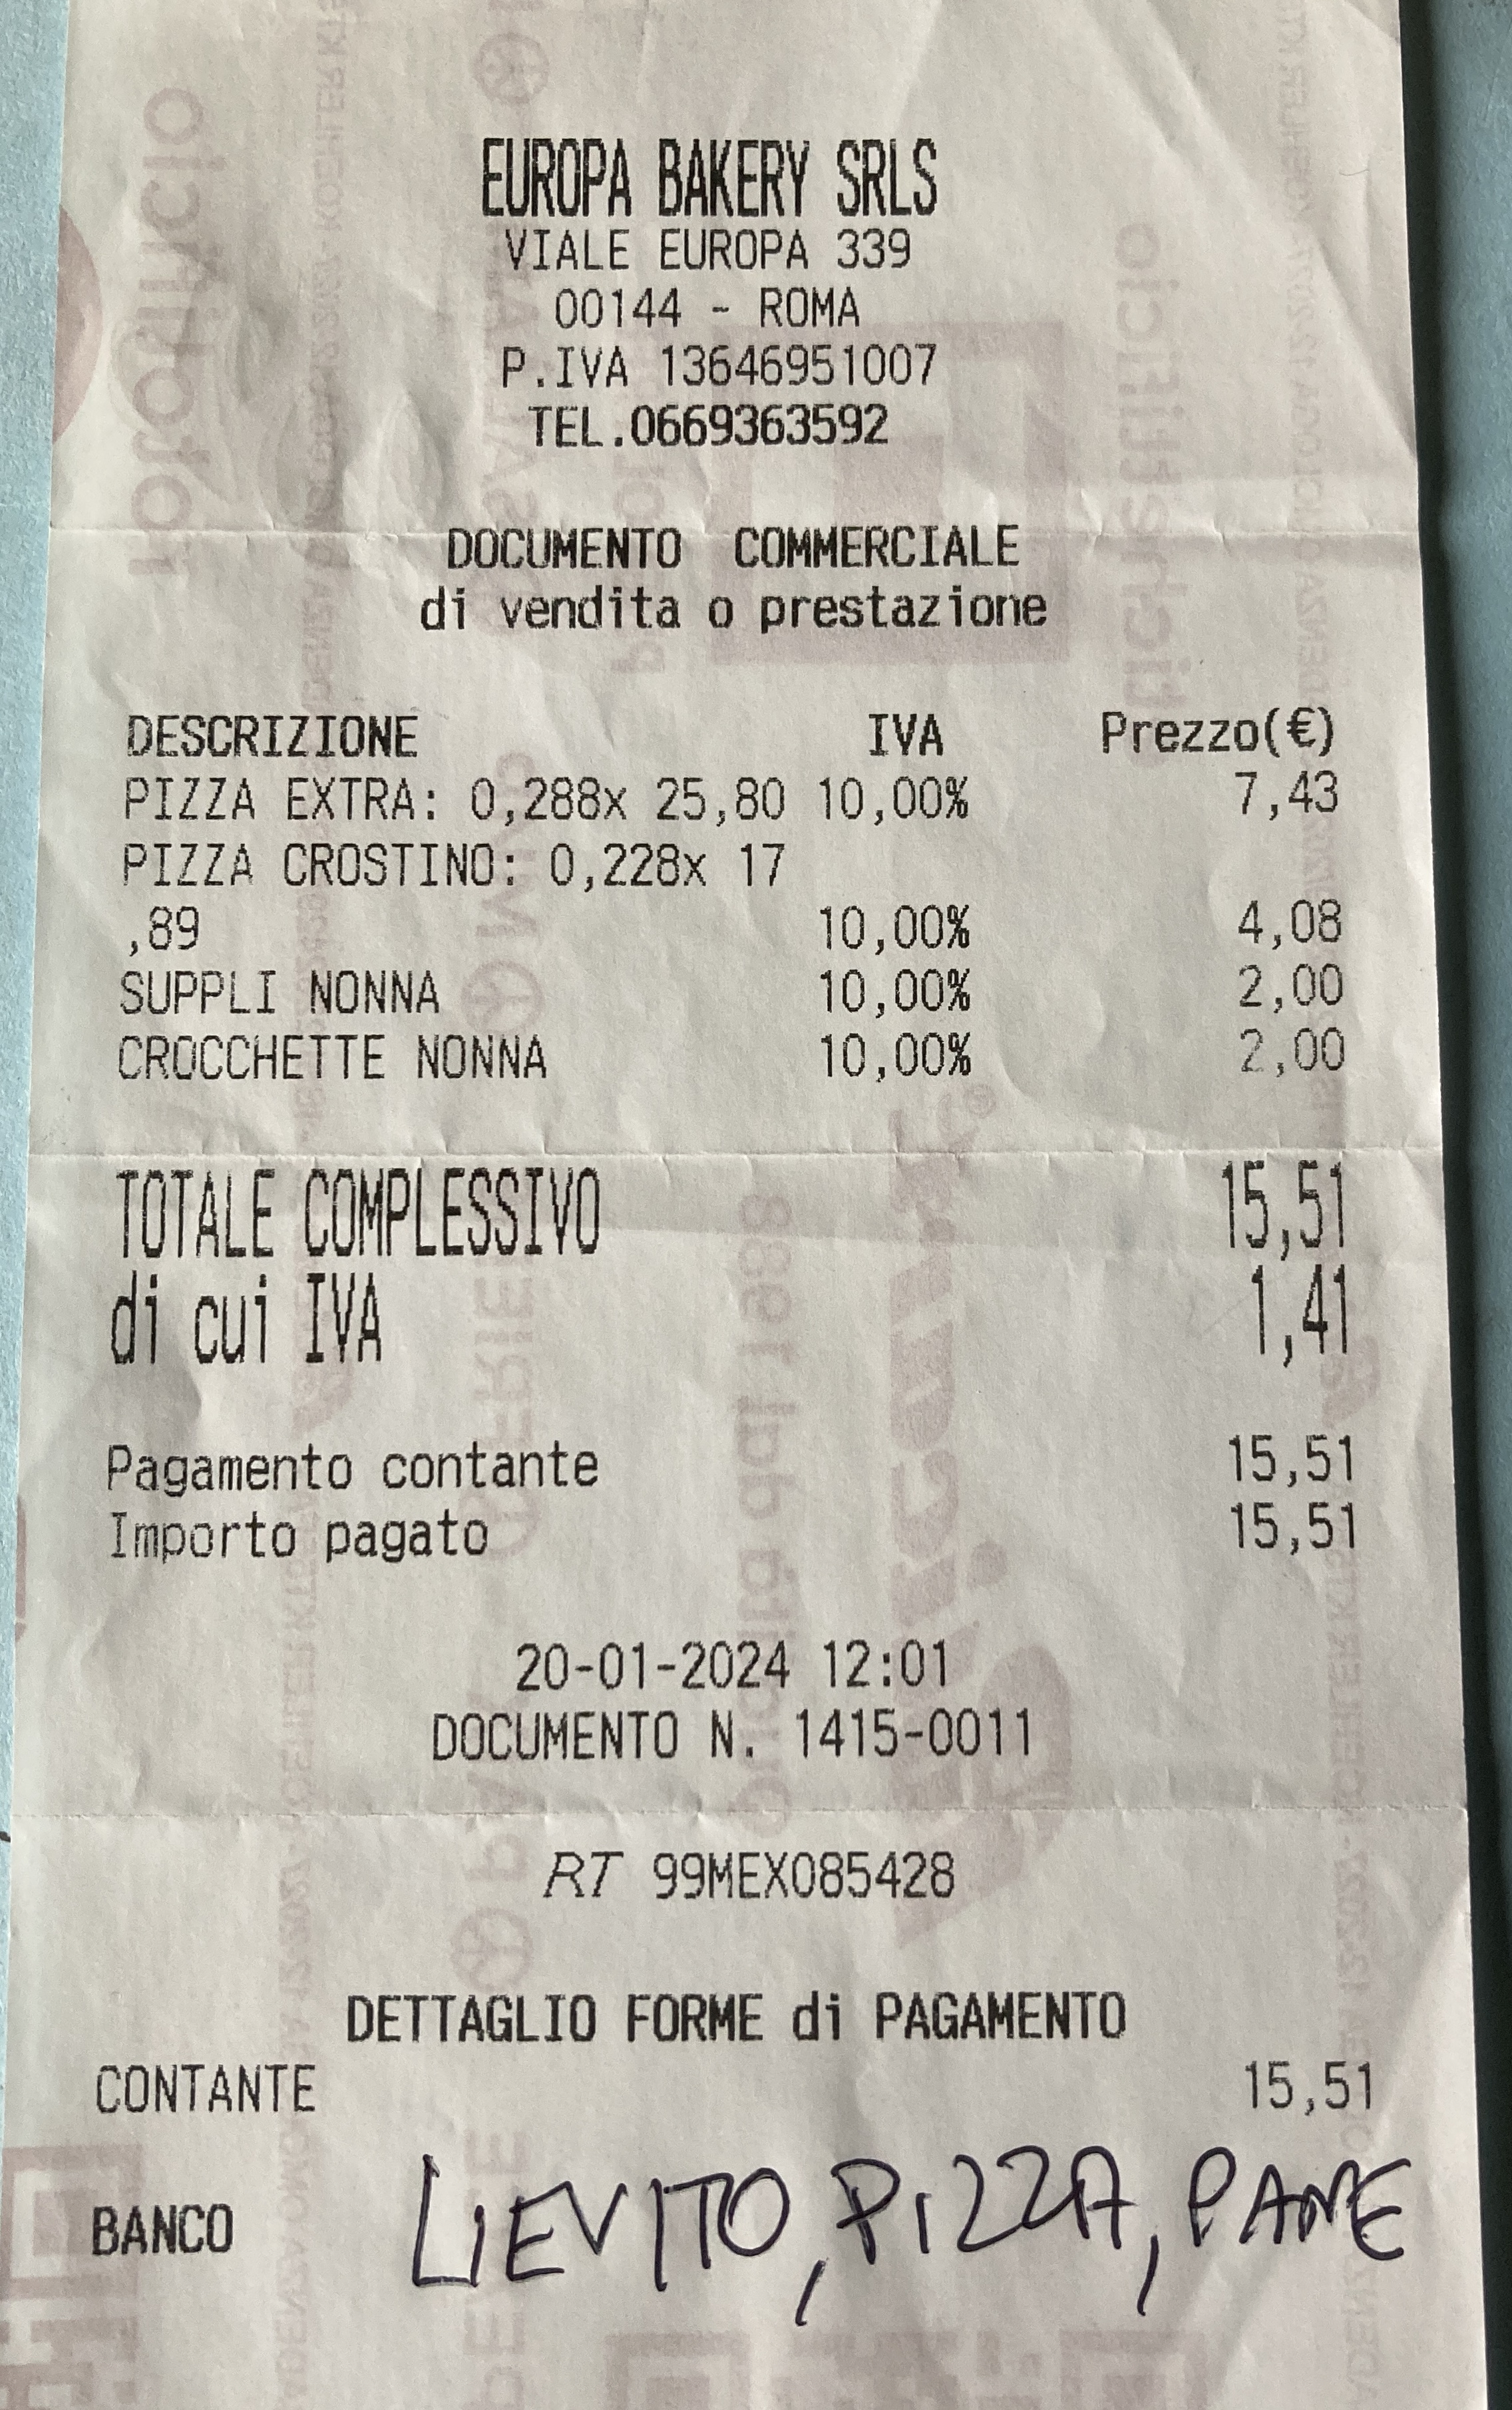 EUROPA BAKERY SRLS
VIALE EUROPA 339
00144 - ROMA
P.IVA 13646951007
TEL.0669363592
DOCUMENTO COMMERCIALE
di vendita o prestazione
DESCRIZIONE IVA Prezzo(€)
PIZZA EXTRA: 0,288x 25,80 10,00% 7,43
PIZZA CROSTINO: 0,228x 17
,89 10,00% 4,08
SUPPLI NONNA 10,00% 2,00
CROCCHETTE NONNA 10,00% 2,00
TOTALE COMPLESSIVO 15,51
di cui IVA 1,41
Pagamento contante 15,51
Importo pagato 15,51
20-01-2024 12:01
DOCUMENTO N. 1415-0011
RT 99MEX085428
DETTAGLIO FORME di PAGAMENTO
CONTANTE 15,51
BANCO LIEVITO, PIZZA, PANE